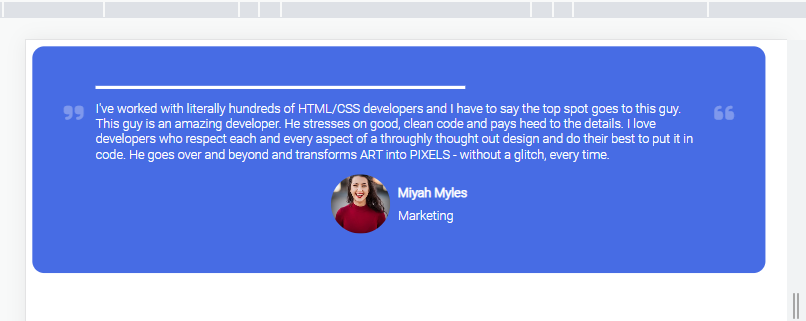 I've worked with literally hundreds of HTML/CSS developers and I have to say the top spot goes to this guy.
This guy is an amazing developer. He stresses on good, clean code and pays heed to the details. I love
developers who respect each and every aspect of a throughly thought out design and do their best to put it in
code. He goes over and beyond and transforms ART into PIXELS - without a glitch, every time.
Miyah Myles
Marketing